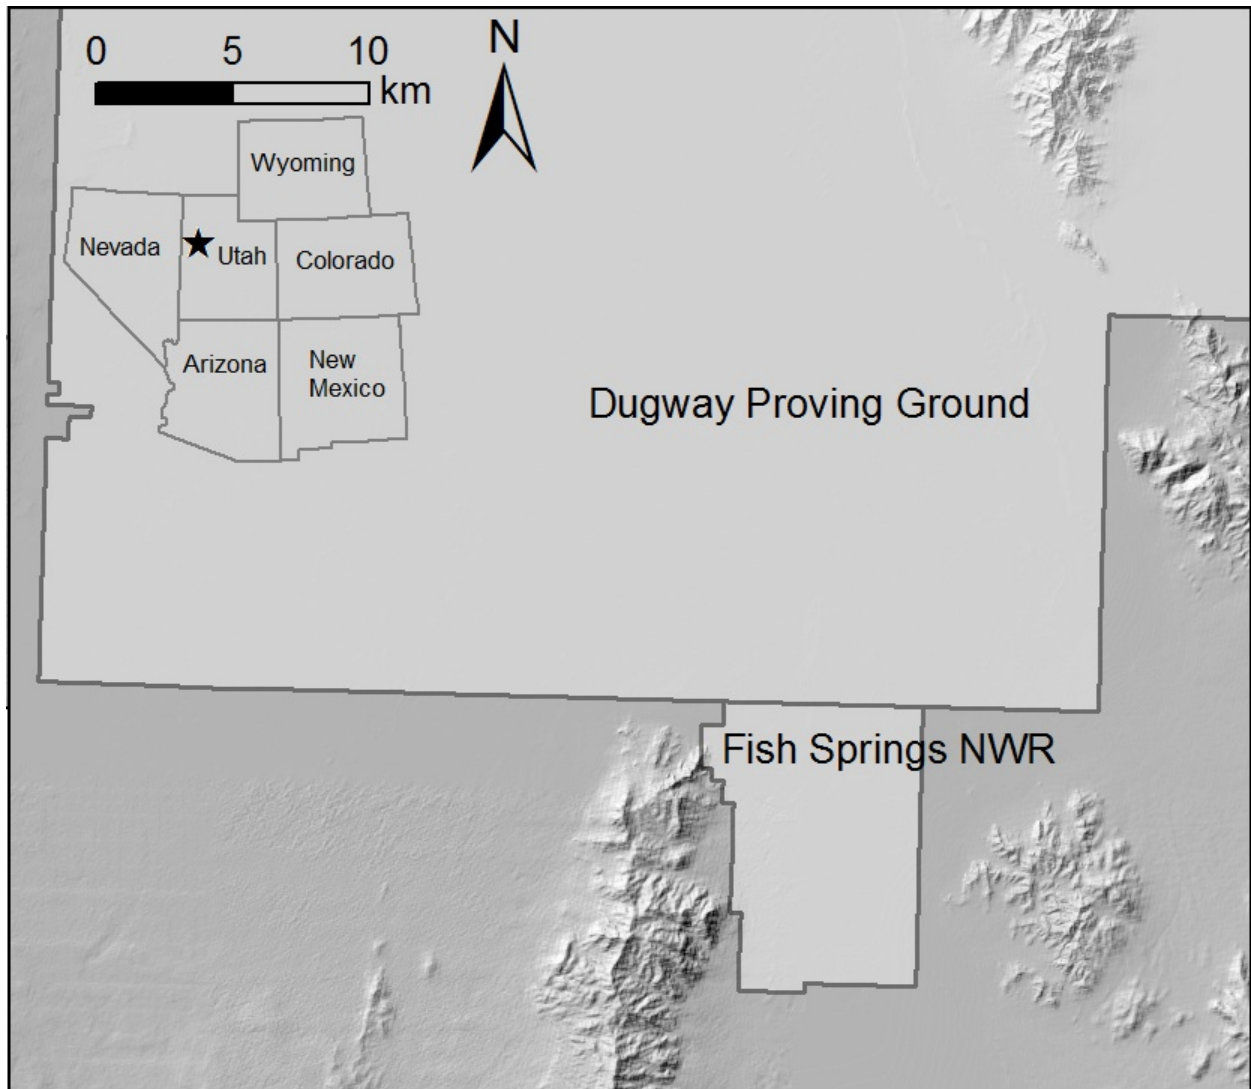 0 5 10
km
N
Wyoming
Nevada
Utah
Colorado
Arizona
New
Mexico
Dugway Proving Ground
Fish Springs NWR